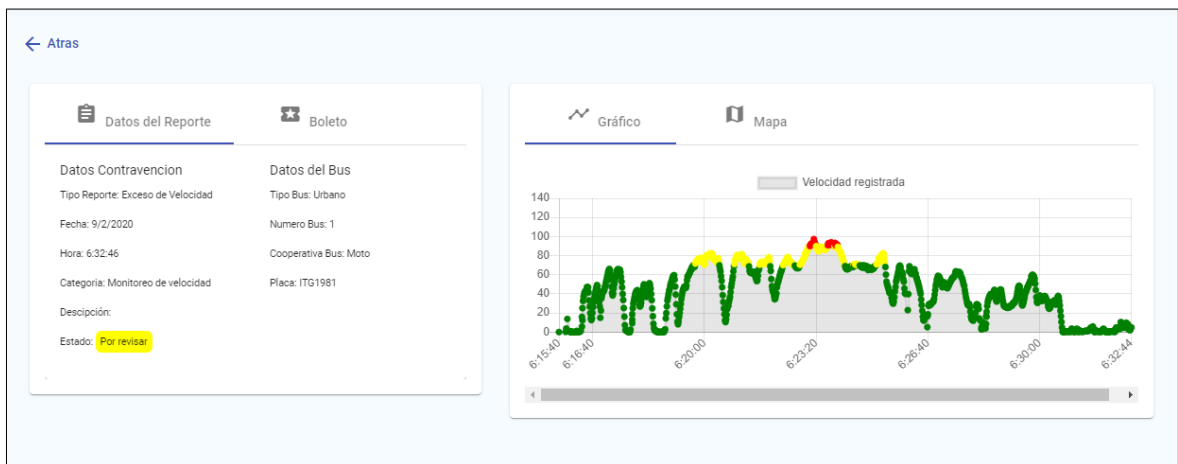 Atras
Datos del Reporte
Boleto
Datos Contravencion
Tipo Reporte: Exceso de Velocidad
Fecha: 9/2/2020
Hora: 6:32:46
Categoria: Monitoreo de velocidad
Descipción:
Estado: Por revisar
Datos del Bus
Tipo Bus: Urbano
Numero Bus: 1
Cooperativa Bus: Moto
Placa: ITG1981
Gráfico
Mapa
Velocidad registrada
140
120
100
80
60
40
20
0
6:15:40
6:16:40
6:20:00
6:23:20
6:26:40
6:30:00
6:32:44